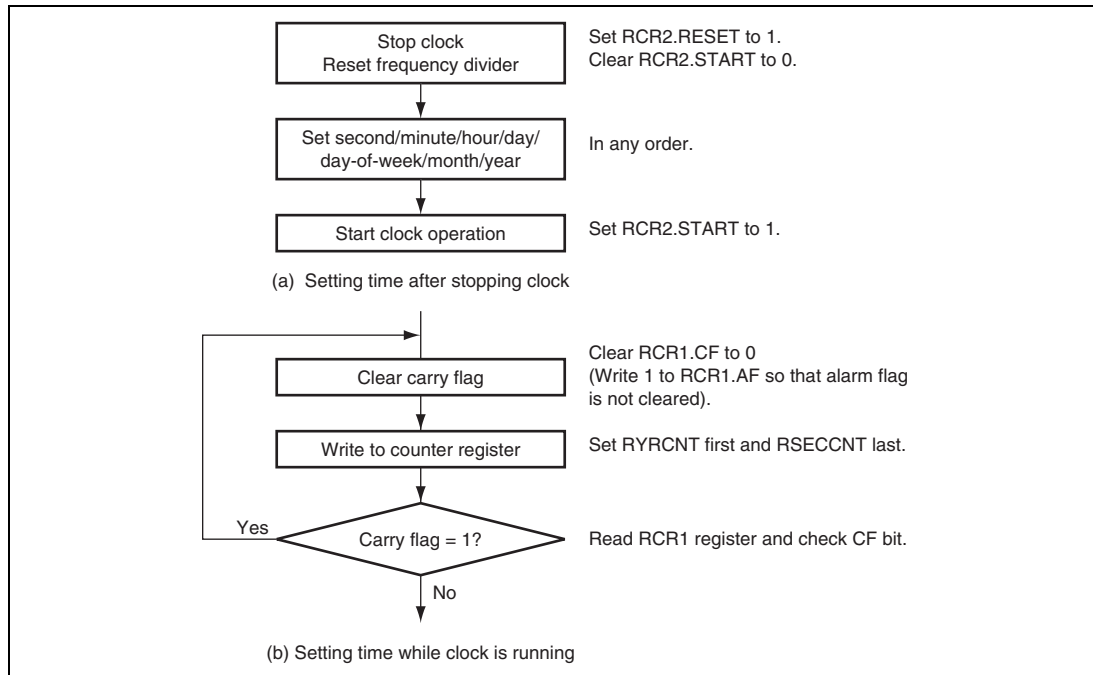 Stop clock
Reset frequency divider
Set RCR2.RESET to 1.
Clear RCR2.START to 0.
Set second/minute/hour/day/
day-of-week/month/year
In any order.
Start clock operation
Set RCR2.START to 1.
(a) Setting time after stopping clock
Clear carry flag
Clear RCR1.CF to 0
(Write 1 to RCR1.AF so that alarm flag
is not cleared).
Write to counter register
Set RYRCNT first and RSECCNT last.
Yes
Carry flag = 1?
Read RCR1 register and check CF bit.
No
(b) Setting time while clock is running